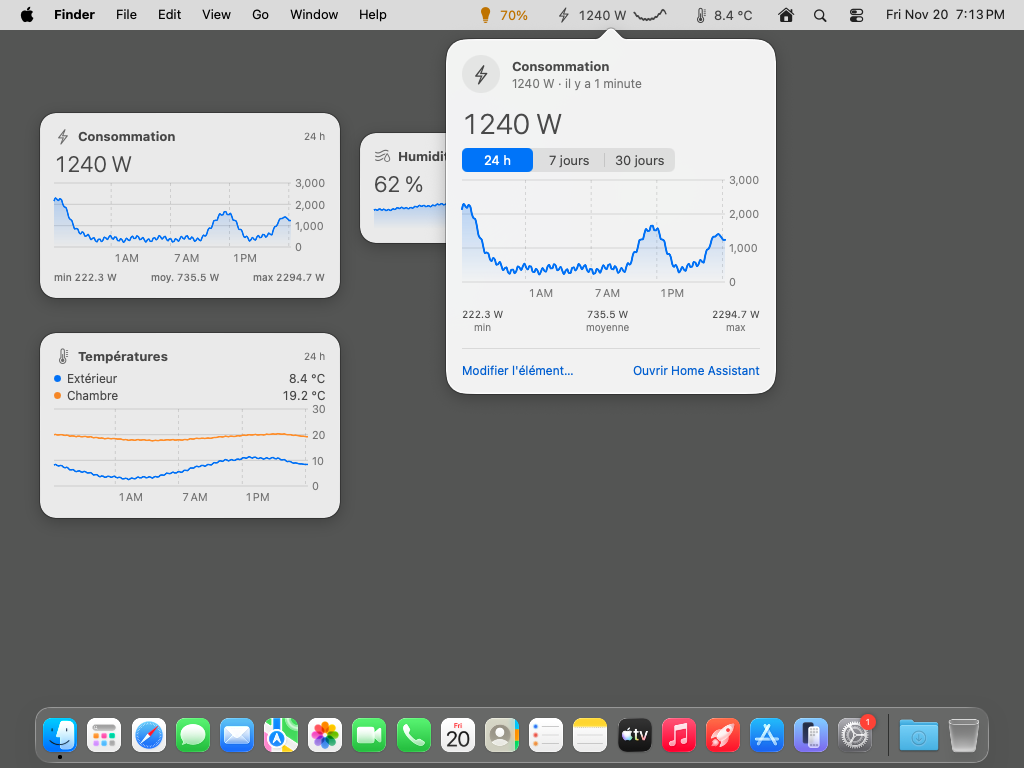 Finder File Edit View Go Window Help 70% 1240 W 8.4 °C Fri Nov 20 7:13 PM
Consommation
1240 W · il y a 1 minute
1240 W
24 h 7 jours 30 jours
3,000
2,000
1,000
0
1 AM 7 AM 1 PM
222.3 W 735.5 W 2294.7 W
min moyenne max
Modifier l'élément… Ouvrir Home Assistant
Consommation 24 h
1240 W
3,000
2,000
1,000
0
1 AM 7 AM 1 PM
min 222.3 W moy. 735.5 W max 2294.7 W
62 %
Températures 24 h
Extérieur 8.4 °C
Chambre 19.2 °C
30
20
10
0
1 AM 7 AM 1 PM
Fri
20
tv
1